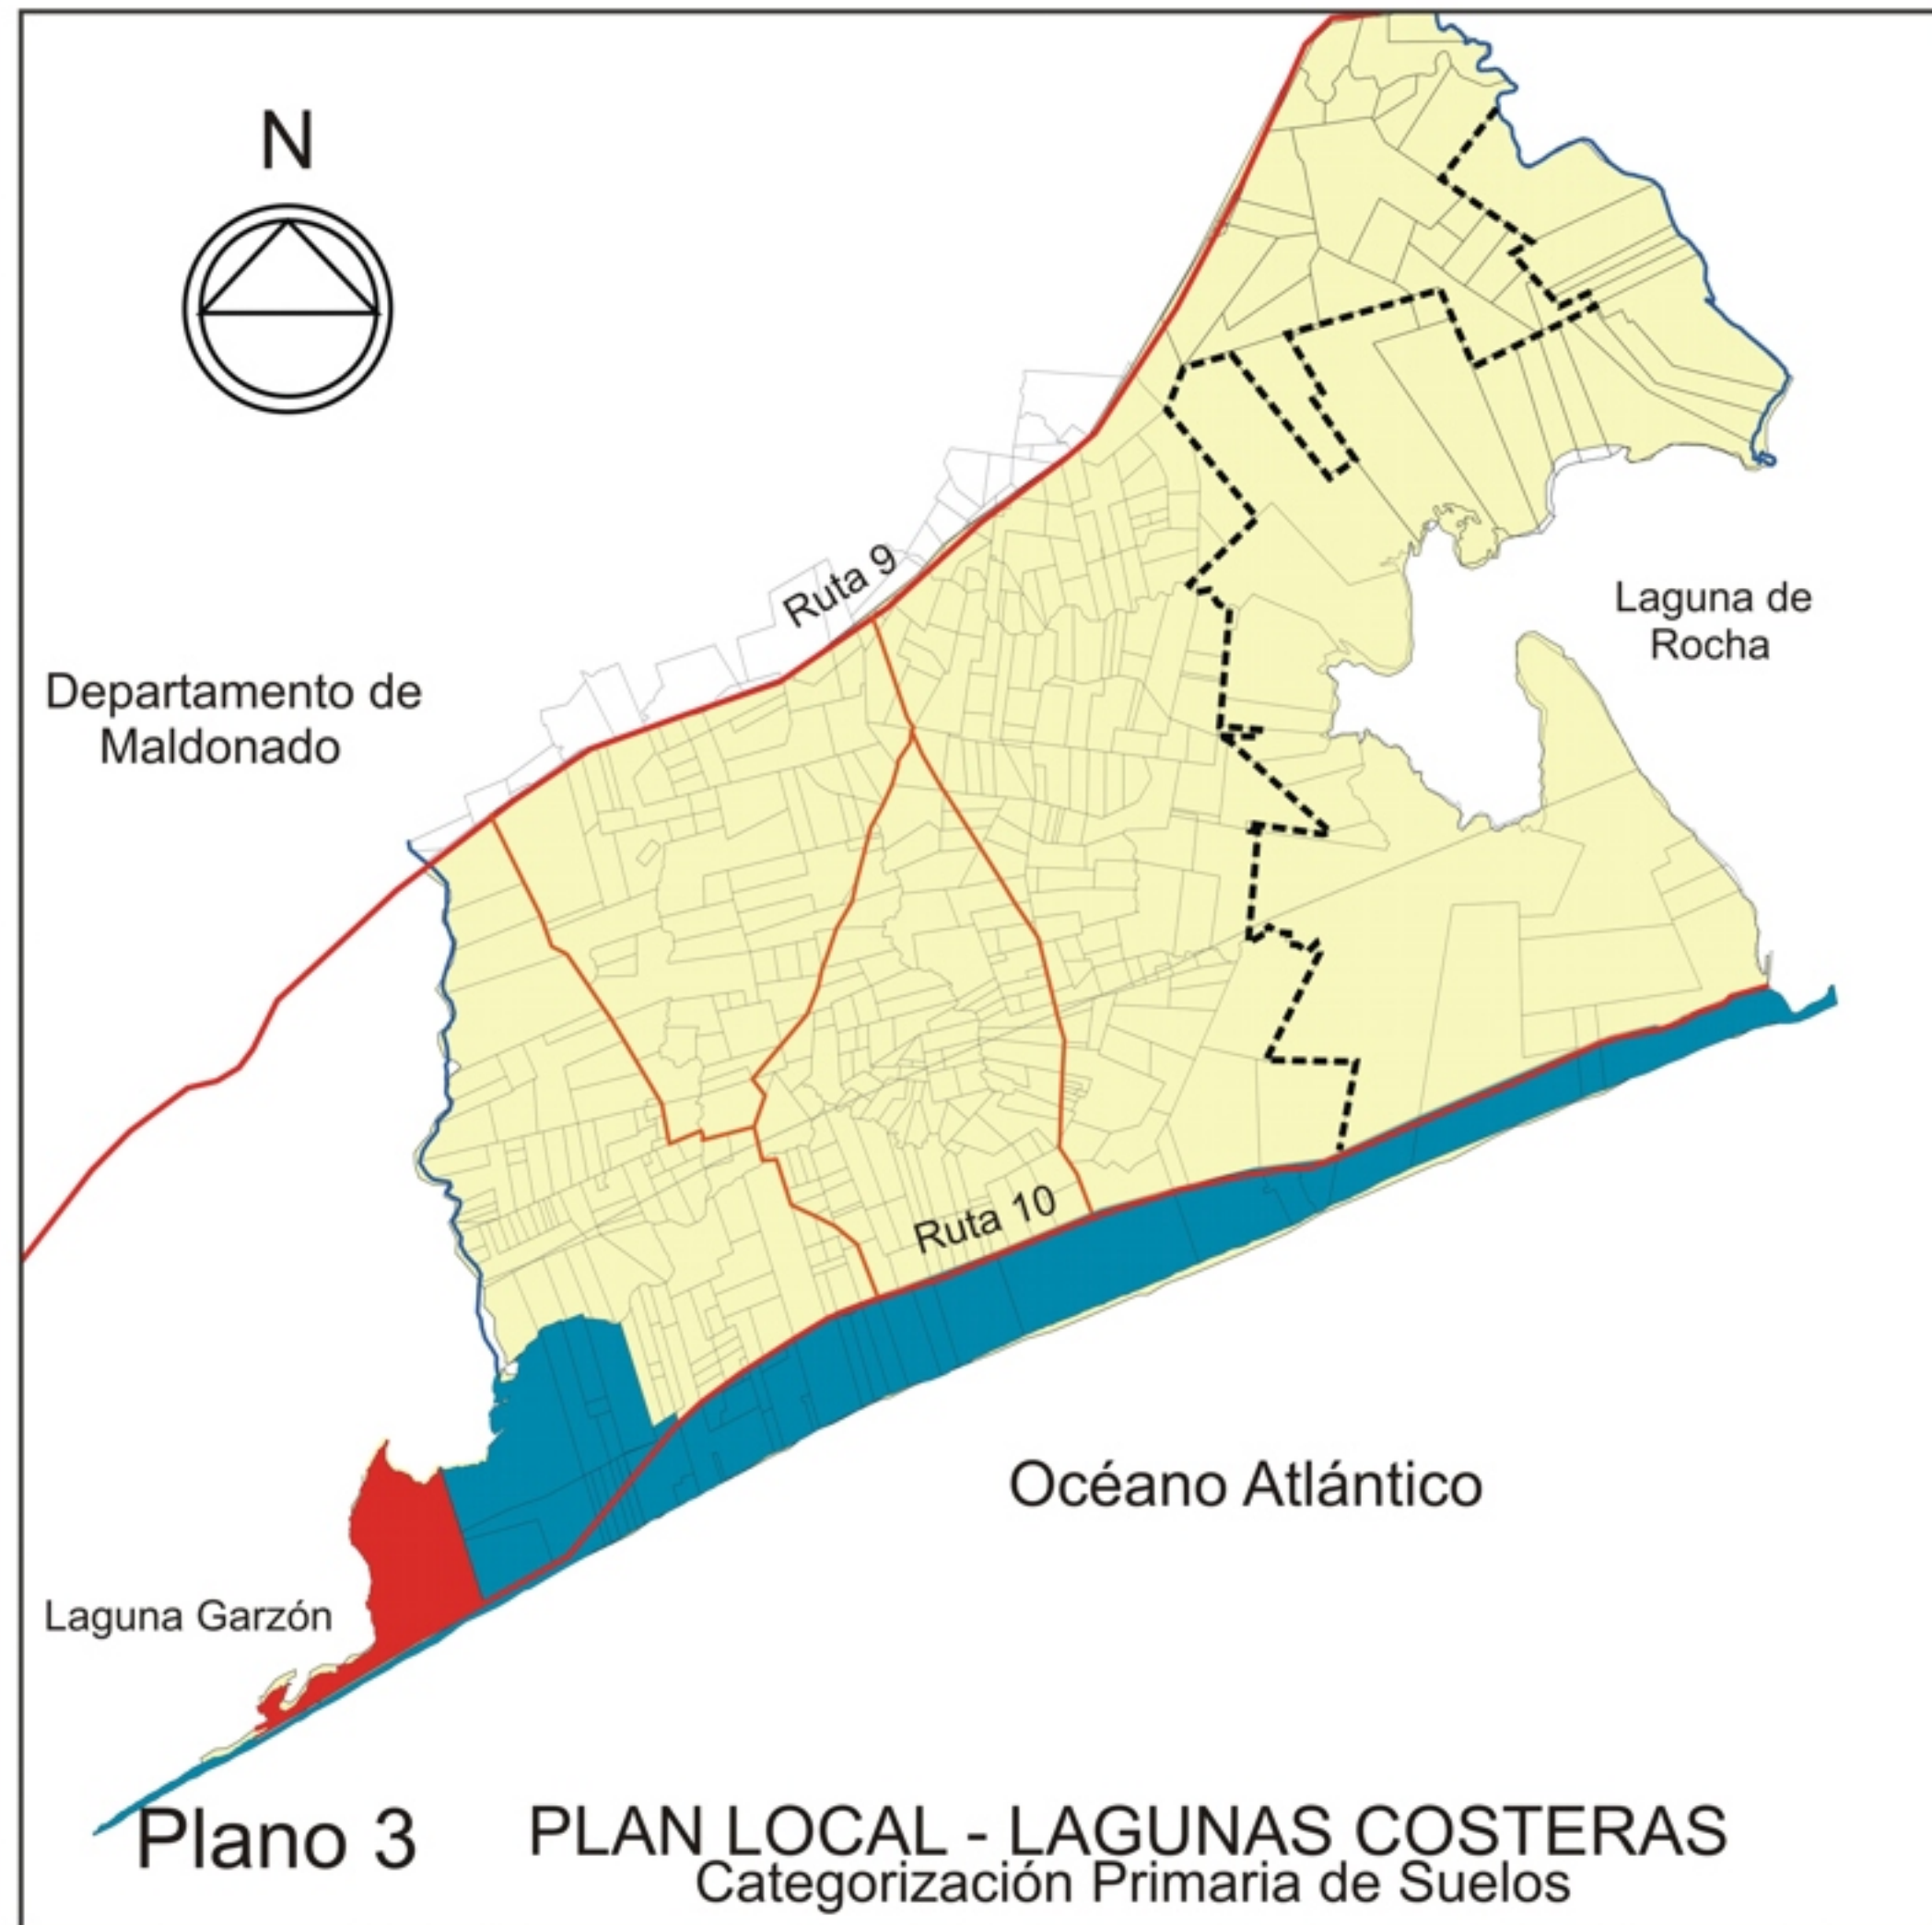 N
Ruta 9
Laguna de
Rocha
Departamento de
Maldonado
Ruta 10
Océano Atlántico
Laguna Garzón
Plano 3
PLAN LOCAL - LAGUNAS COSTERAS
Categorización Primaria de Suelos